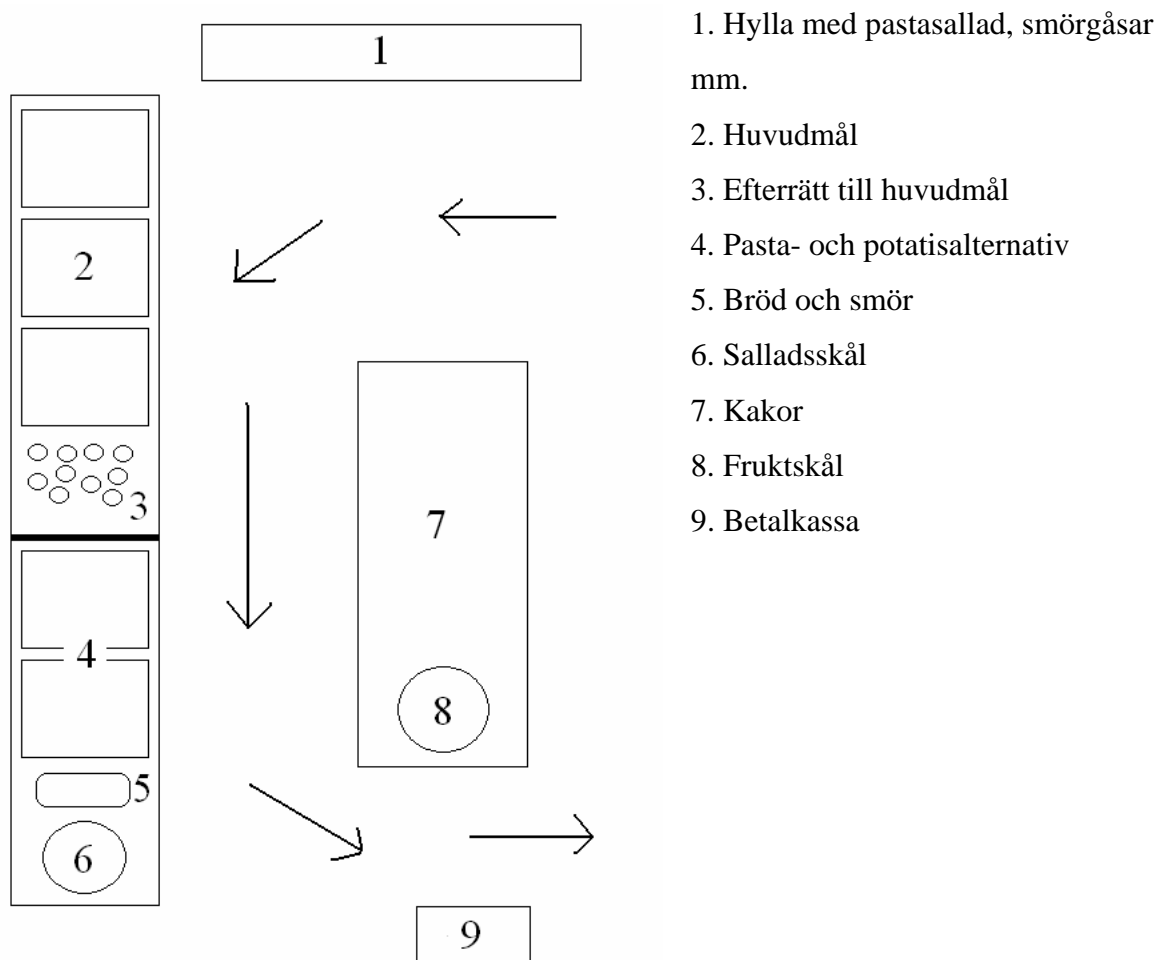 1
2
3
4
5
6
7
8
9
1. Hylla med pastasallad, smörgåsar
mm.
2. Huvudmål
3. Efterrätt till huvudmål
4. Pasta- och potatisalternativ
5. Bröd och smör
6. Salladsskål
7. Kakor
8. Fruktskål
9. Betalkassa